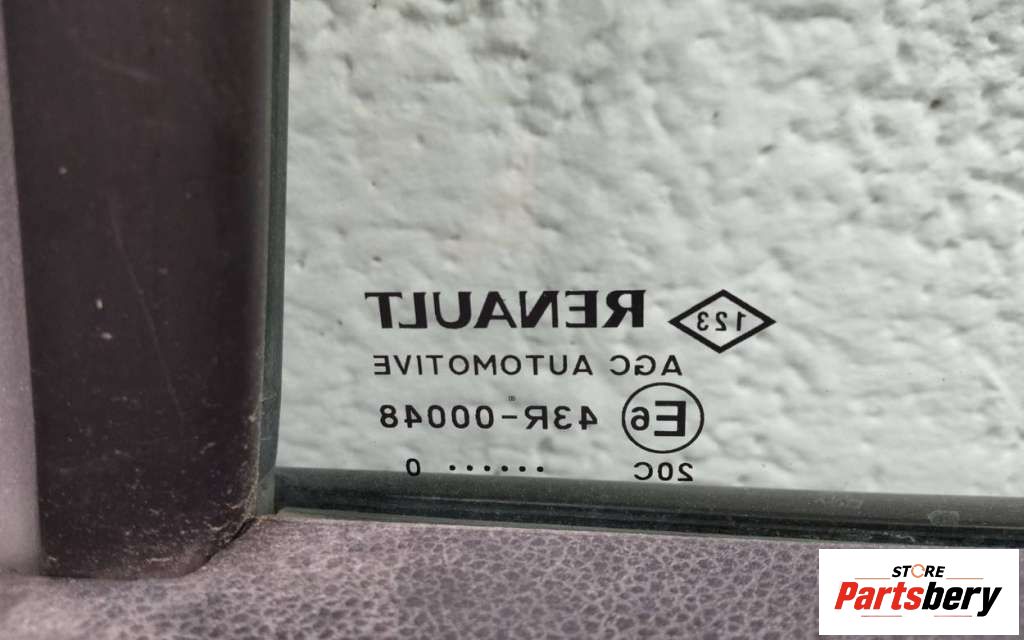 123 RENAULT
AGC AUTOMOTIVE
E6 43R-00048
20C ...... 0
STORE
Partsbery